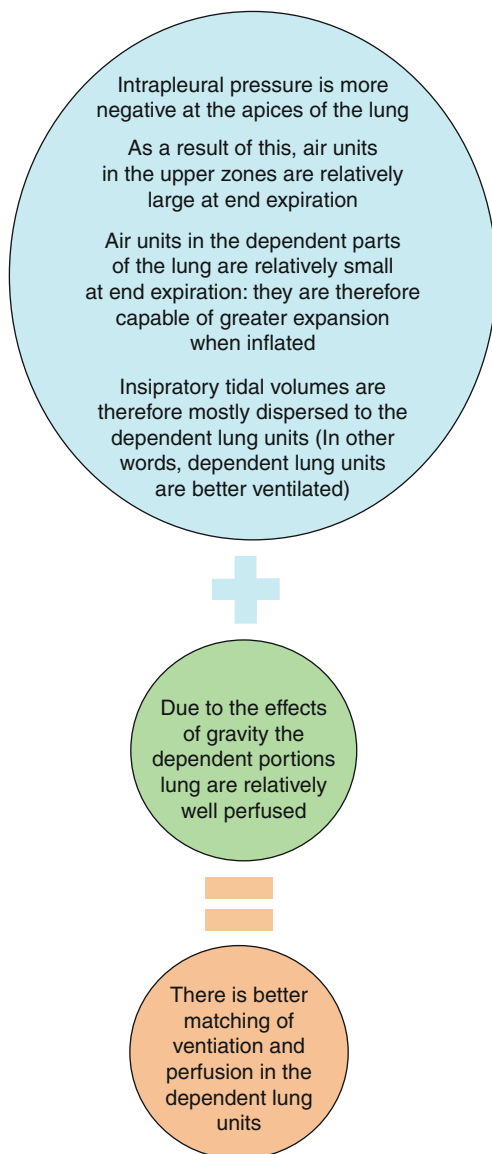 Intrapleural pressure is more
negative at the apices of the lung
As a result of this, air units
in the upper zones are relatively
large at end expiration
Air units in the dependent parts
of the lung are relatively small
at end expiration: they are therefore
capable of greater expansion
when inflated
Insipratory tidal volumes are
therefore mostly dispersed to the
dependent lung units (In other
words, dependent lung units
are better ventilated)
Due to the effects
of gravity the
dependent portions
lung are relatively
well perfused
There is better
matching of
ventiation and
perfusion in the
dependent lung
units